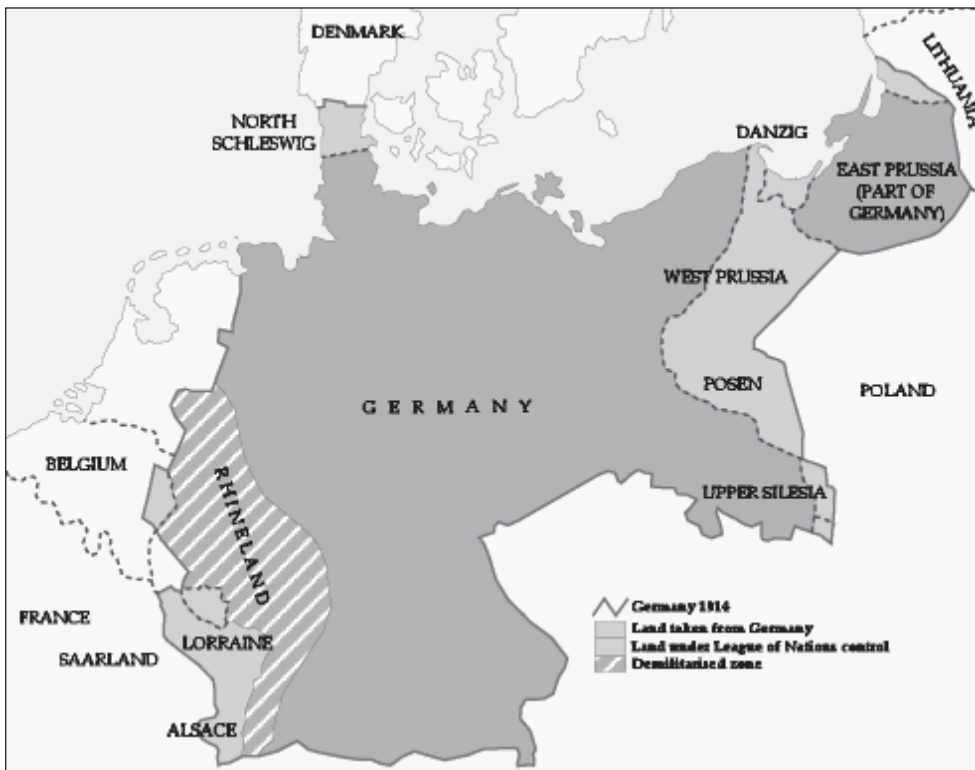 DENMARK
LITHUANIA
NORTH
SCHLESWIG
DANZIG
EAST PRUSSIA
(PART OF
GERMANY)
WEST PRUSSIA
POSEN
POLAND
GERMANY
BELGIUM
RHINELAND
UPPER SILESIA
FRANCE
LORRAINE
SAARLAND
ALSACE
Germany 1914
Land taken from Germany
Land under League of Nations control
Demilitarised zone